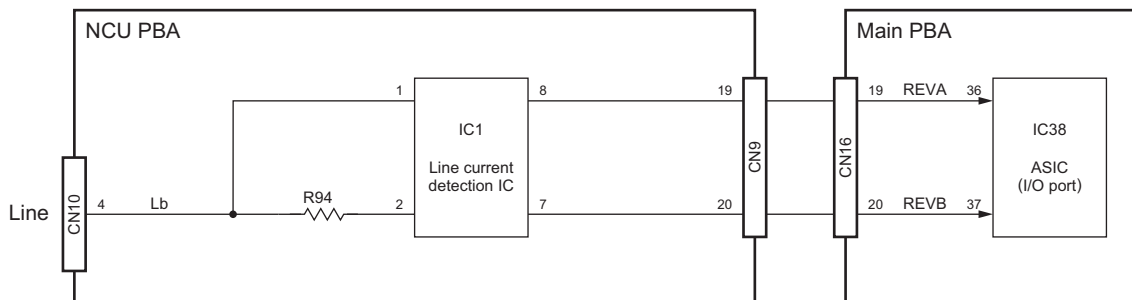 NCU PBA
Main PBA
1
8
19
19
REVA
36
IC1
Line current
detection IC
CN9
CN16
IC38
ASIC
(I/O port)
Line
CN10
4
Lb
R94
2
7
20
20
REVB
37